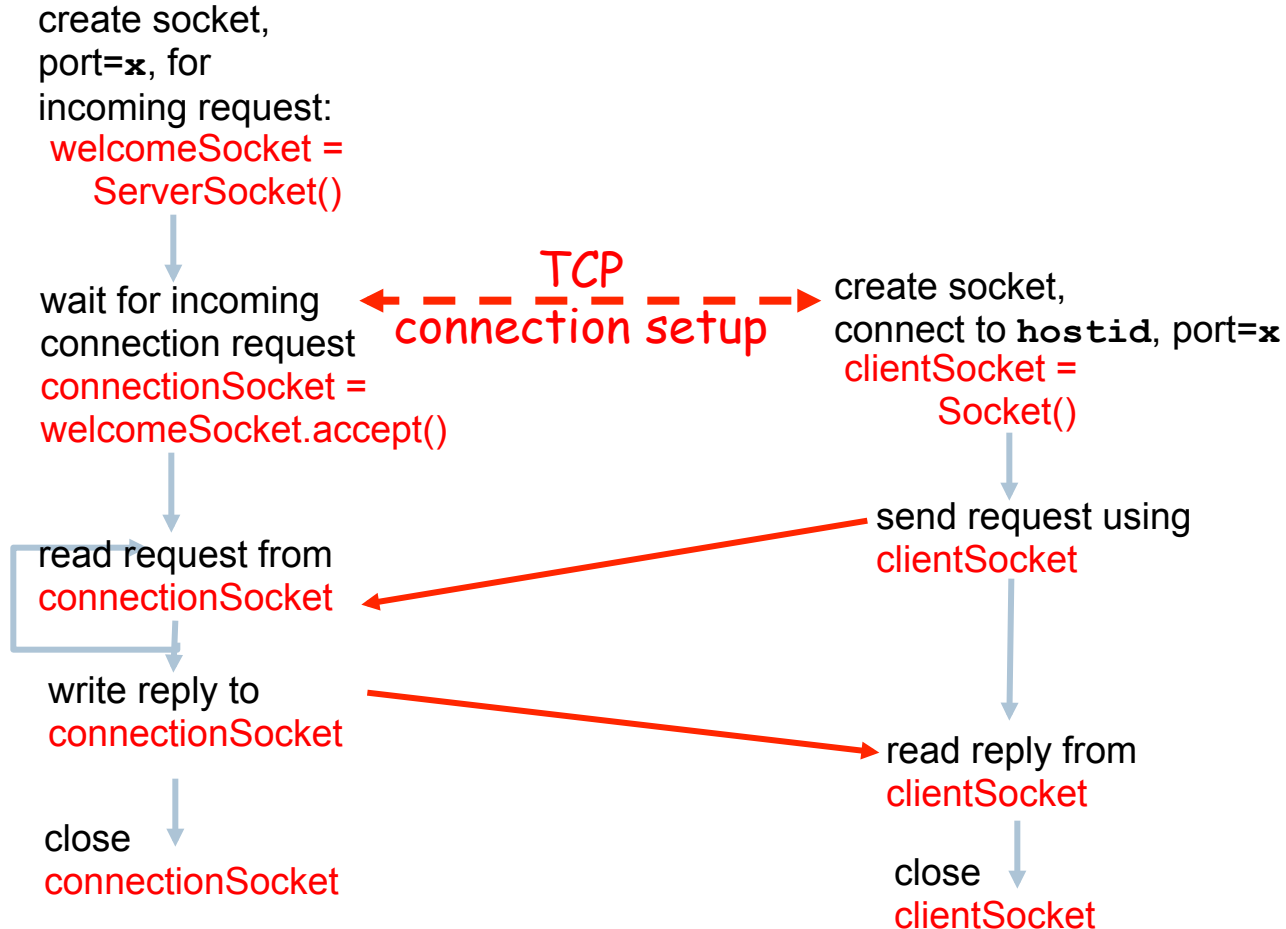 create socket,
port=x, for
incoming request:
welcomeSocket =
ServerSocket()
wait for incoming
connection request
connectionSocket =
welcomeSocket.accept()
TCP
connection setup
create socket,
connect to hostid, port=x
clientSocket =
Socket()
read request from
connectionSocket
send request using
clientSocket
write reply to
connectionSocket
read reply from
clientSocket
close
connectionSocket
close
clientSocket